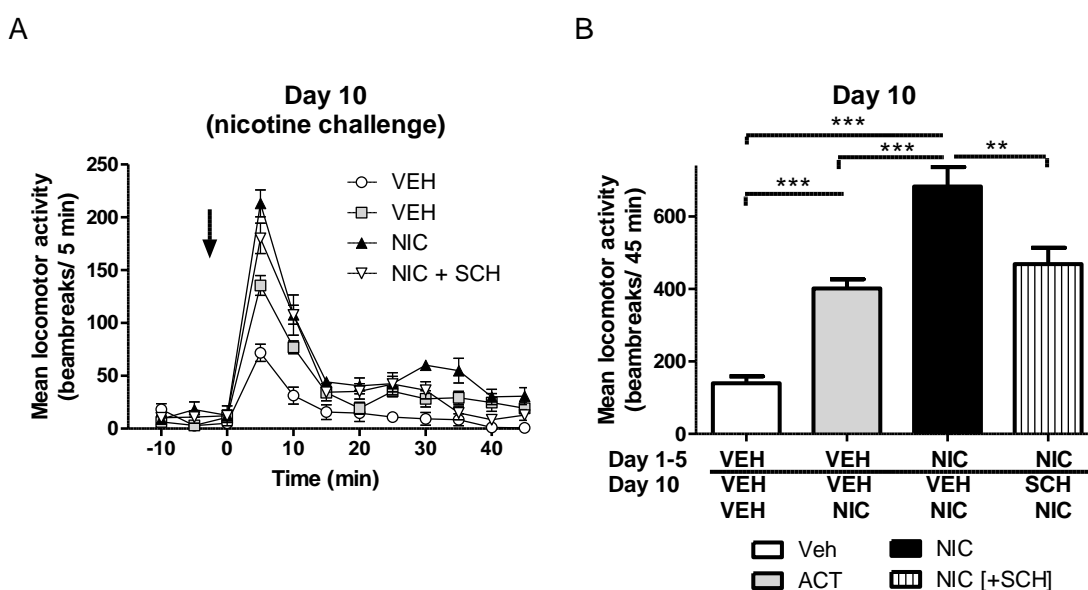 A
B
Day 10
(nicotine challenge)
Mean locomotor activity
(beambreaks/ 5 min)
250
200
150
100
50
0
-10 0 10 20 30 40
Time (min)
VEH
VEH
NIC
NIC + SCH
Day 10
***
*** **
***
Mean locomotor activity
(beambreaks/ 45 min)
600
400
200
0
Day 1-5 VEH VEH NIC NIC
Day 10 VEH VEH VEH SCH
VEH NIC NIC NIC
Veh NIC
ACT NIC [+SCH]